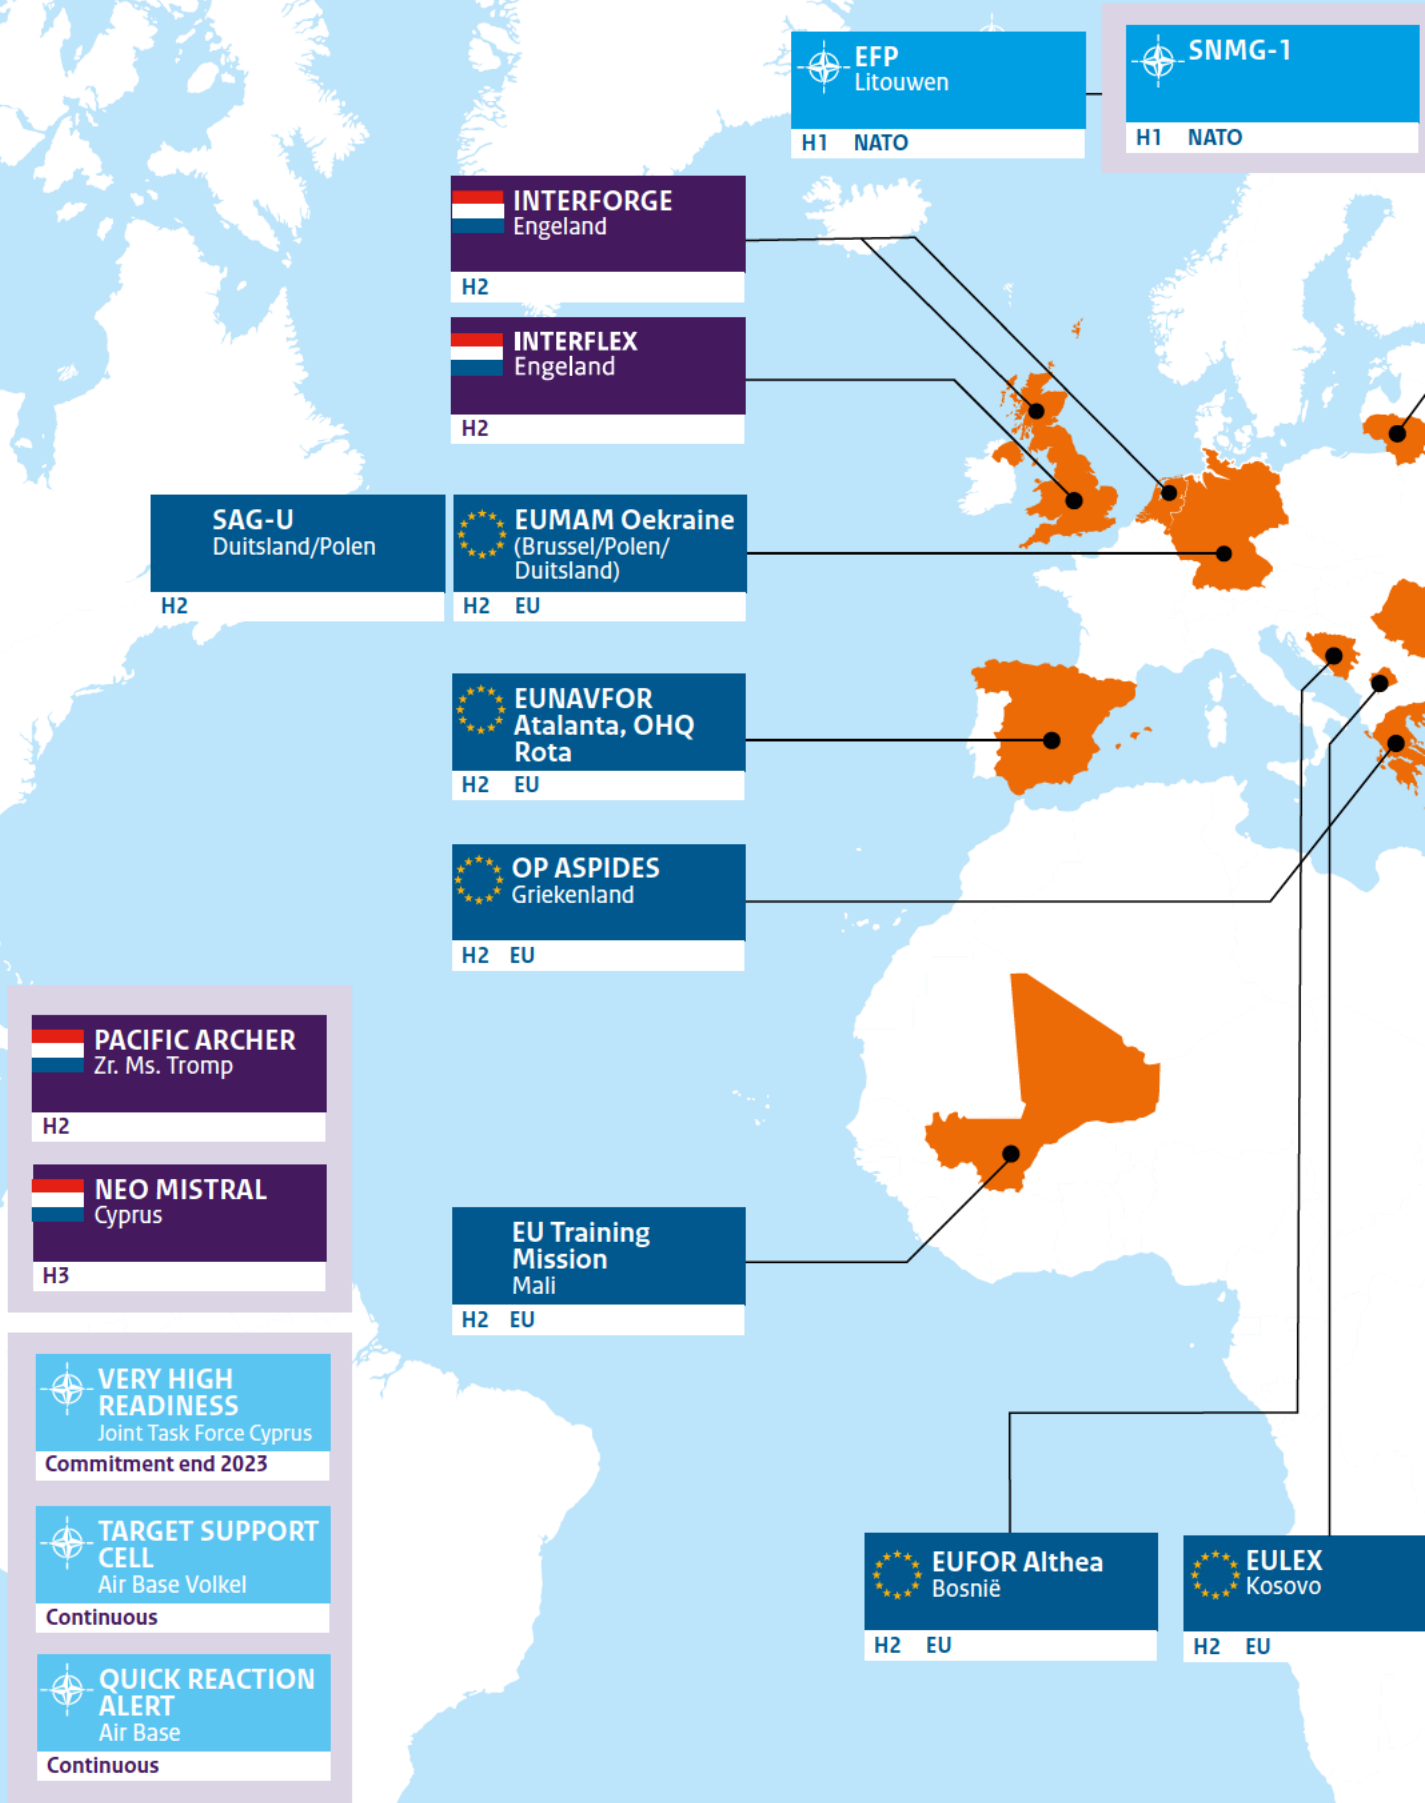 EFP
Litouwen
H1 NATO
SNMG-1
H1 NATO
INTERFORGE
Engeland
H2
INTERFLEX
Engeland
H2
SAG-U
Duitsland/Polen
H2
EUMAM Oekraine
(Brussel/Polen/
Duitsland)
H2 EU
EUNAVFOR
Atalanta, OHQ
Rota
H2 EU
OP ASPIDES
Griekenland
H2 EU
PACIFIC ARCHER
Zr. Ms. Tromp
H2
NEO MISTRAL
Cyprus
H3
EU Training
Mission
Mali
H2 EU
VERY HIGH
READINESS
Joint Task Force Cyprus
Commitment end 2023
TARGET SUPPORT
CELL
Air Base Volkel
Continuous
QUICK REACTION
ALERT
Air Base
Continuous
EUFOR Althea
Bosnië
H2 EU
EULEX
Kosovo
H2 EU